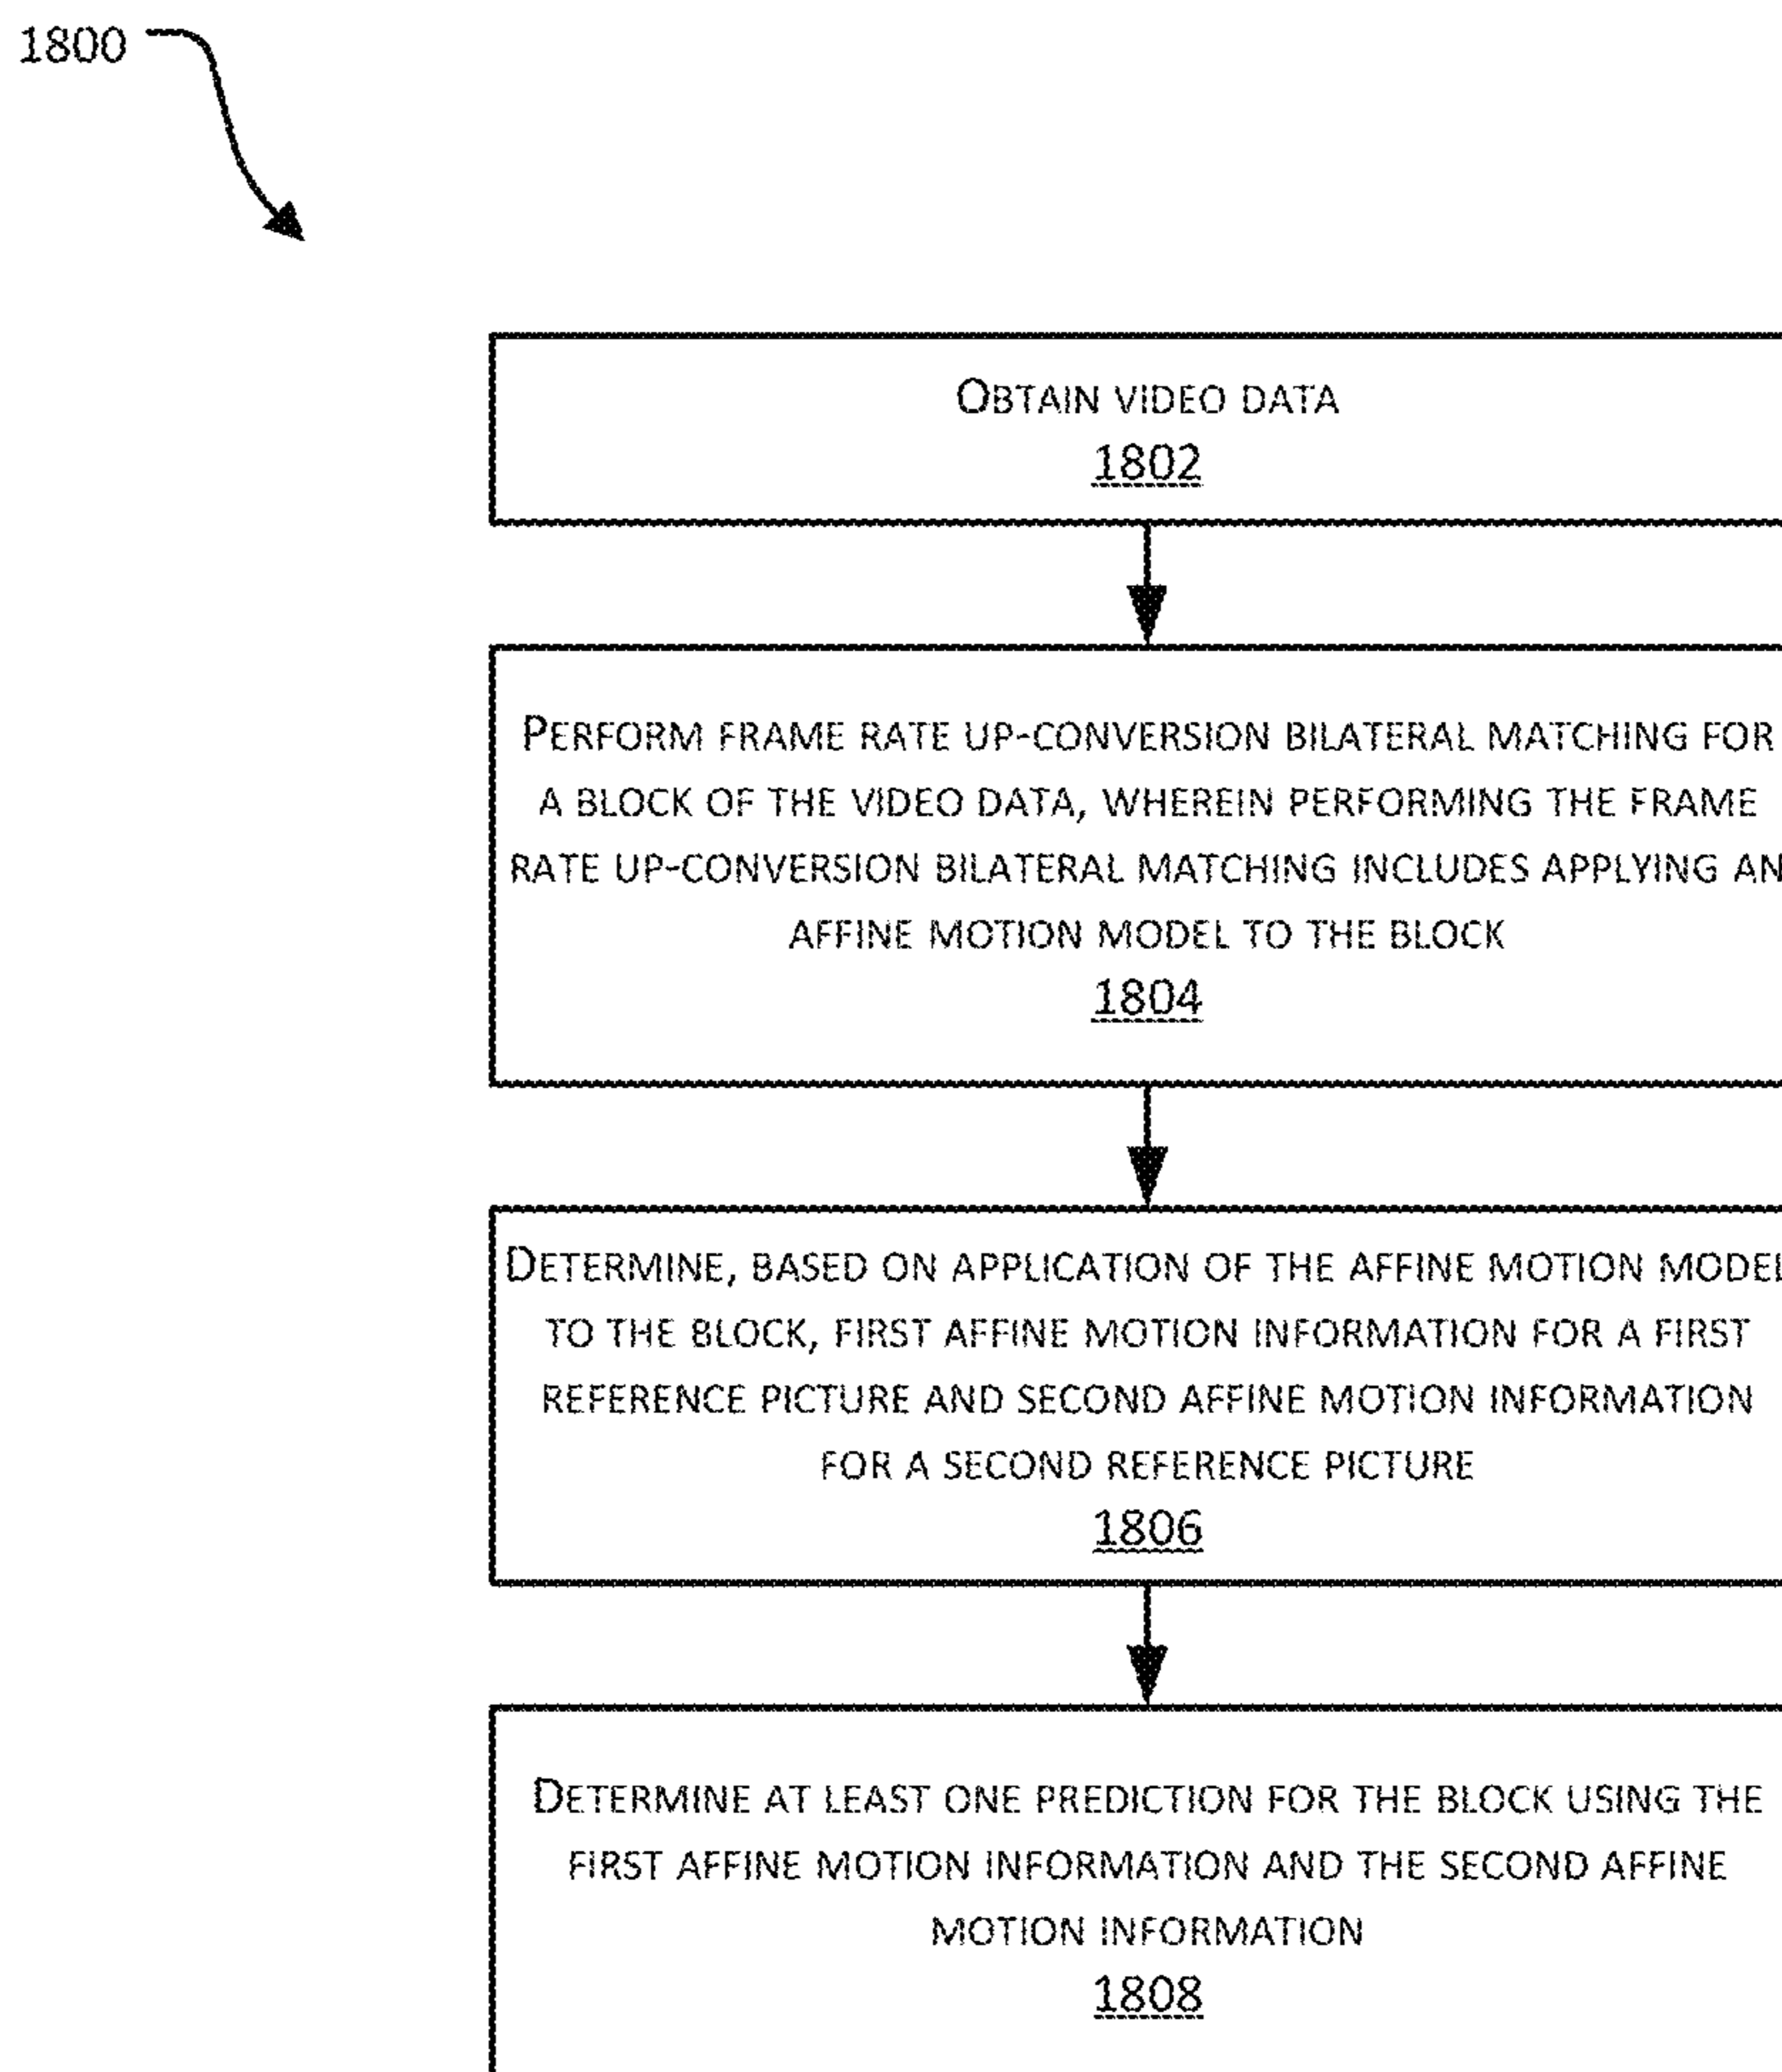 1800
OBTAIN VIDEO DATA
1802
PERFORM FRAME RATE UP-CONVERSION BILATERAL MATCHING FOR
A BLOCK OF THE VIDEO DATA, WHEREIN PERFORMING THE FRAME
RATE UP-CONVERSION BILATERAL MATCHING INCLUDES APPLYING AN
AFFINE MOTION MODEL TO THE BLOCK
1804
DETERMINE, BASED ON APPLICATION OF THE AFFINE MOTION MODEL
TO THE BLOCK, FIRST AFFINE MOTION INFORMATION FOR A FIRST
REFERENCE PICTURE AND SECOND AFFINE MOTION INFORMATION
FOR A SECOND REFERENCE PICTURE
1806
DETERMINE AT LEAST ONE PREDICTION FOR THE BLOCK USING THE
FIRST AFFINE MOTION INFORMATION AND THE SECOND AFFINE
MOTION INFORMATION
1808